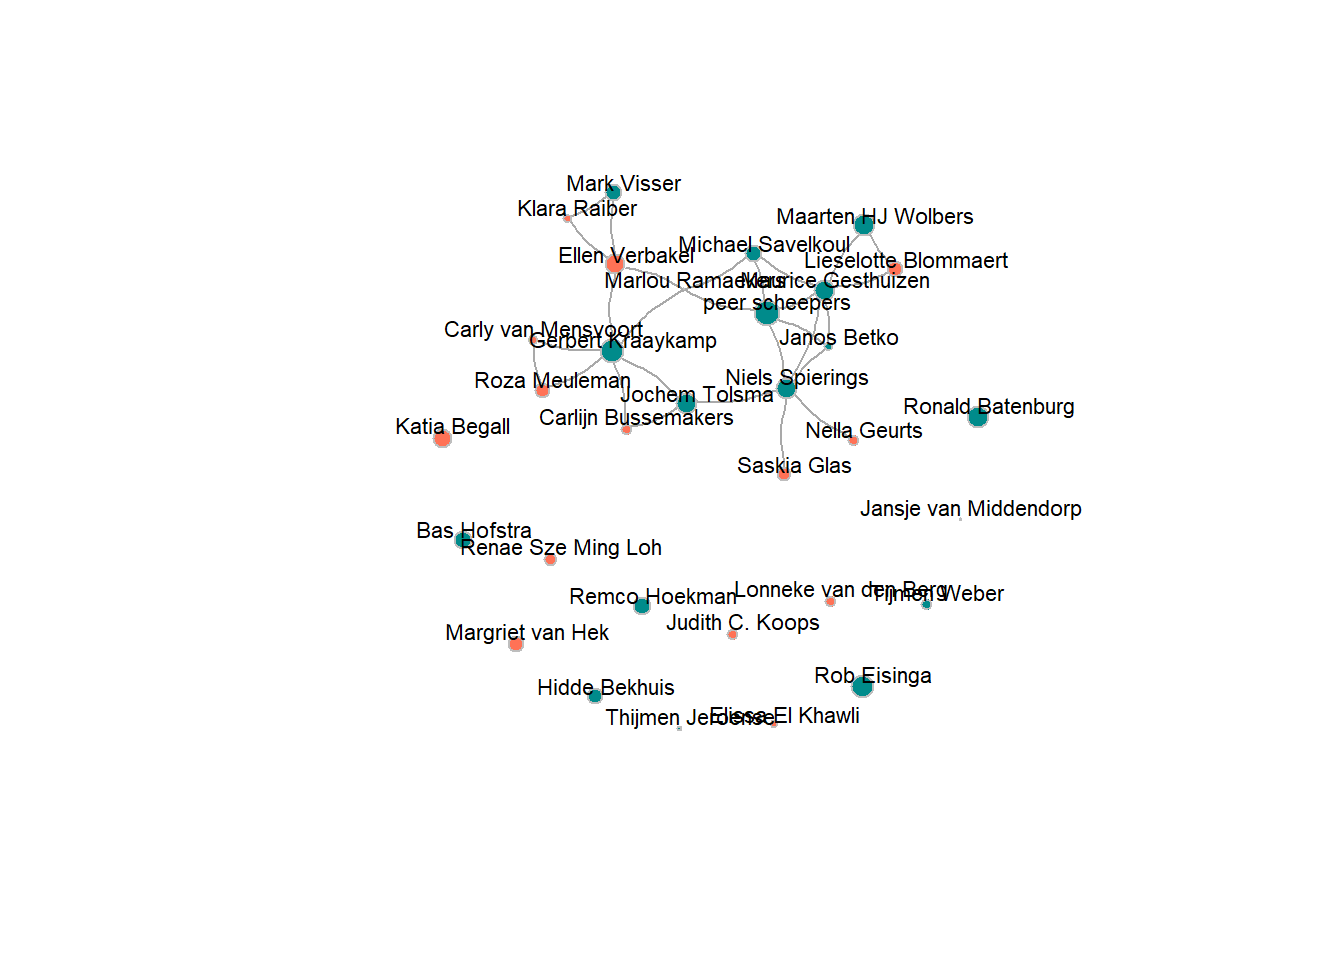 Mark Visser
Klara Raiber
Maarten HJ Wolbers
Michael Savelkoul
Ellen Verbakel
Lieselotte Blommaert
Marlou Ramaekers
Maurice Gesthuizen
peer scheepers
Carly van Mensvoort
Gerbert Kraaykamp
Janos Betko
Roza Meuleman
Niels Spierings
Jochem Tolsma
Carlijn Bussemakers
Ronald Batenburg
Katia Begall
Nella Geurts
Saskia Glas
Jansje van Middendorp
Bas Hofstra
Renae Sze Ming Loh
Remco Hoekman
Lonneke van den Berg
Tijmen Weber
Judith C. Koops
Margriet van Hek
Rob Eisinga
Hidde Bekhuis
Thijmen Jeroense
Elissa El Khawli